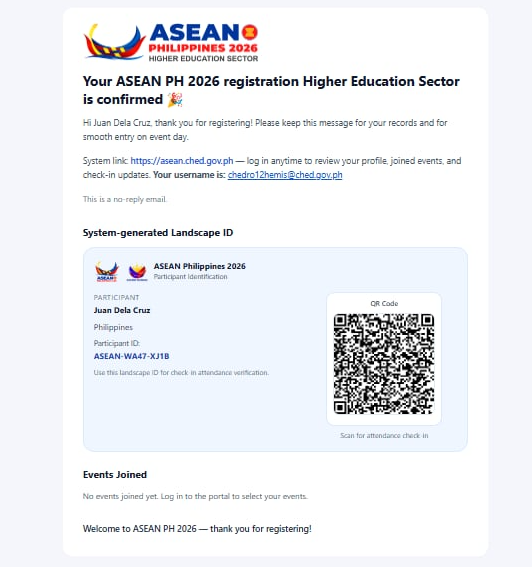 ASEAN
PHILIPPINES 2026
HIGHER EDUCATION SECTOR
Your ASEAN PH 2026 registration Higher Education Sector
is confirmed 🎉
Hi Juan Dela Cruz, thank you for registering! Please keep this message for your records and for
smooth entry on event day.
System link: https://asean.ched.gov.ph — log in anytime to review your profile, joined events, and
check-in updates. Your username is: chedro12hemis@ched.gov.ph
This is a no-reply email.
System-generated Landscape ID
ASEAN Philippines 2026
Participant Identification
PARTICIPANT
Juan Dela Cruz
Philippines
Participant ID:
ASEAN-WA47-XJ1B
Use this landscape ID for check in attendance verification.
QR Code
Scan for attendance check in
Events Joined
No events joined yet. Log in to the portal to select your events.
Welcome to ASEAN PH 2026 — thank you for registering!